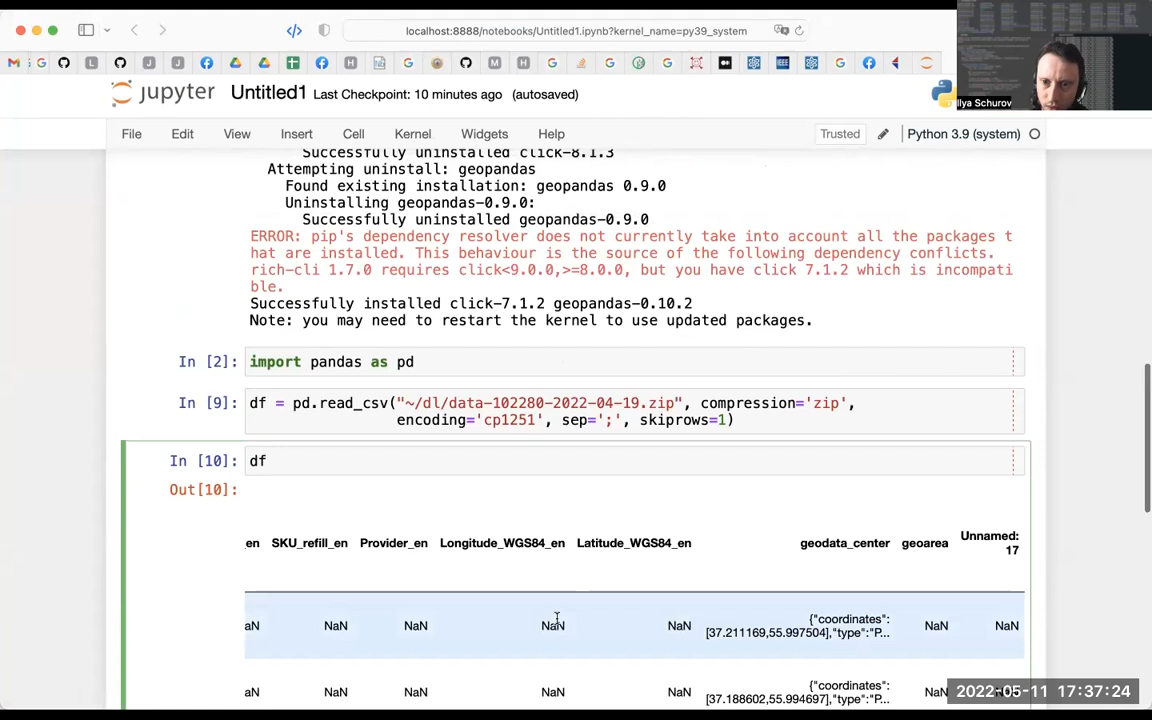 localhost:8888/notebooks/Untitled1.ipynb?kernel_name=py39_system
Ilya Schurov
jupyter Untitled1 Last Checkpoint: 10 minutes ago (autosaved)
File Edit View Insert Cell Kernel Widgets Help Trusted Python 3.9 (system)
Successfully uninstalled click-8.1.3
Attempting uninstall: geopandas
Found existing installation: geopandas 0.9.0
Uninstalling geopandas-0.9.0:
Successfully uninstalled geopandas-0.9.0
ERROR: pip's dependency resolver does not currently take into account all the packages t
hat are installed. This behaviour is the source of the following dependency conflicts.
rich-cli 1.7.0 requires click<9.0.0,>=8.0.0, but you have click 7.1.2 which is incompati
ble.
Successfully installed click-7.1.2 geopandas-0.10.2
Note: you may need to restart the kernel to use updated packages.
In [2]: import pandas as pd
In [9]: df = pd.read_csv("~/dl/data-102280-2022-04-19.zip", compression='zip',
encoding='cp1251', sep=';', skiprows=1)
In [10]: df
Out[10]:
_en SKU_refill_en Provider_en Longitude_WGS84_en Latitude_WGS84_en geodata_center geoarea Unnamed:
17
aN NaN NaN NaN NaN {"coordinates": NaN NaN
[37.211169,55.997504],"type":"P...
aN NaN NaN NaN NaN {"coordinates": NaN
[37.188602,55.994697],"type":"P...
2022-05-11 17:37:24